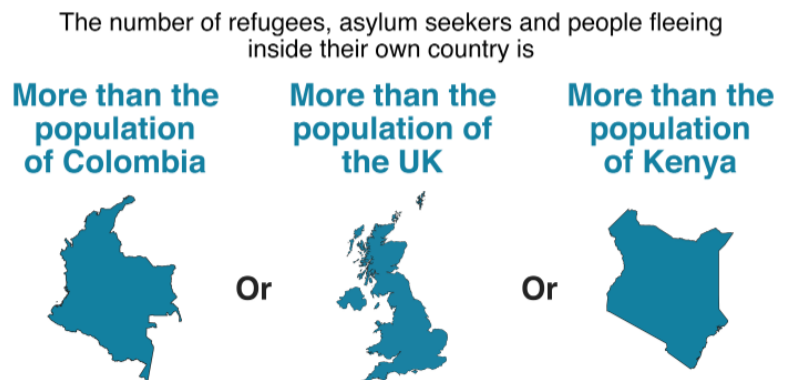 The number of refugees, asylum seekers and people fleeing
inside their own country is
More than the
population
of Colombia
More than the
population of
the UK
More than the
population
of Kenya
Or
Or